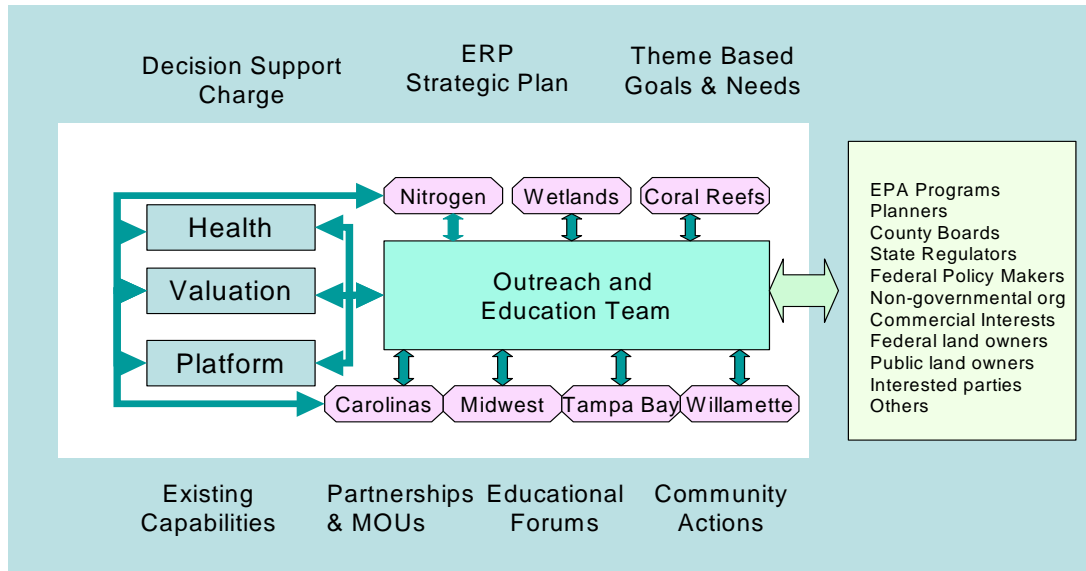 Decision Support
Charge
ERP
Strategic Plan
Theme Based
Goals & Needs
Nitrogen
Wetlands
Coral Reefs
Health
Valuation
Platform
Outreach and
Education Team
Carolinas
Midwest
Tampa Bay
Willamette
EPA Programs
Planners
County Boards
State Regulators
Federal Policy Makers
Non-governmental org
Commercial Interests
Federal land owners
Public land owners
Interested parties
Others
Existing
Capabilities
Partnerships
& MOUs
Educational
Forums
Community
Actions